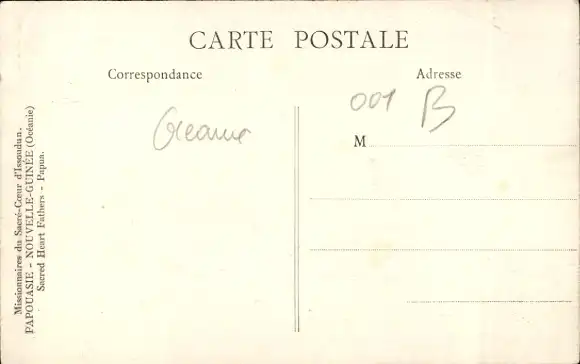 CARTE POSTALE
Correspondance
Adresse
Océanie
001 B
M
Missionnaires du Sacré-Cœur d'Issoudun.
PAPOUASIE - NOUVELLE-GUINÉE (Océanie)
Sacred Heart Fathers - Papua.